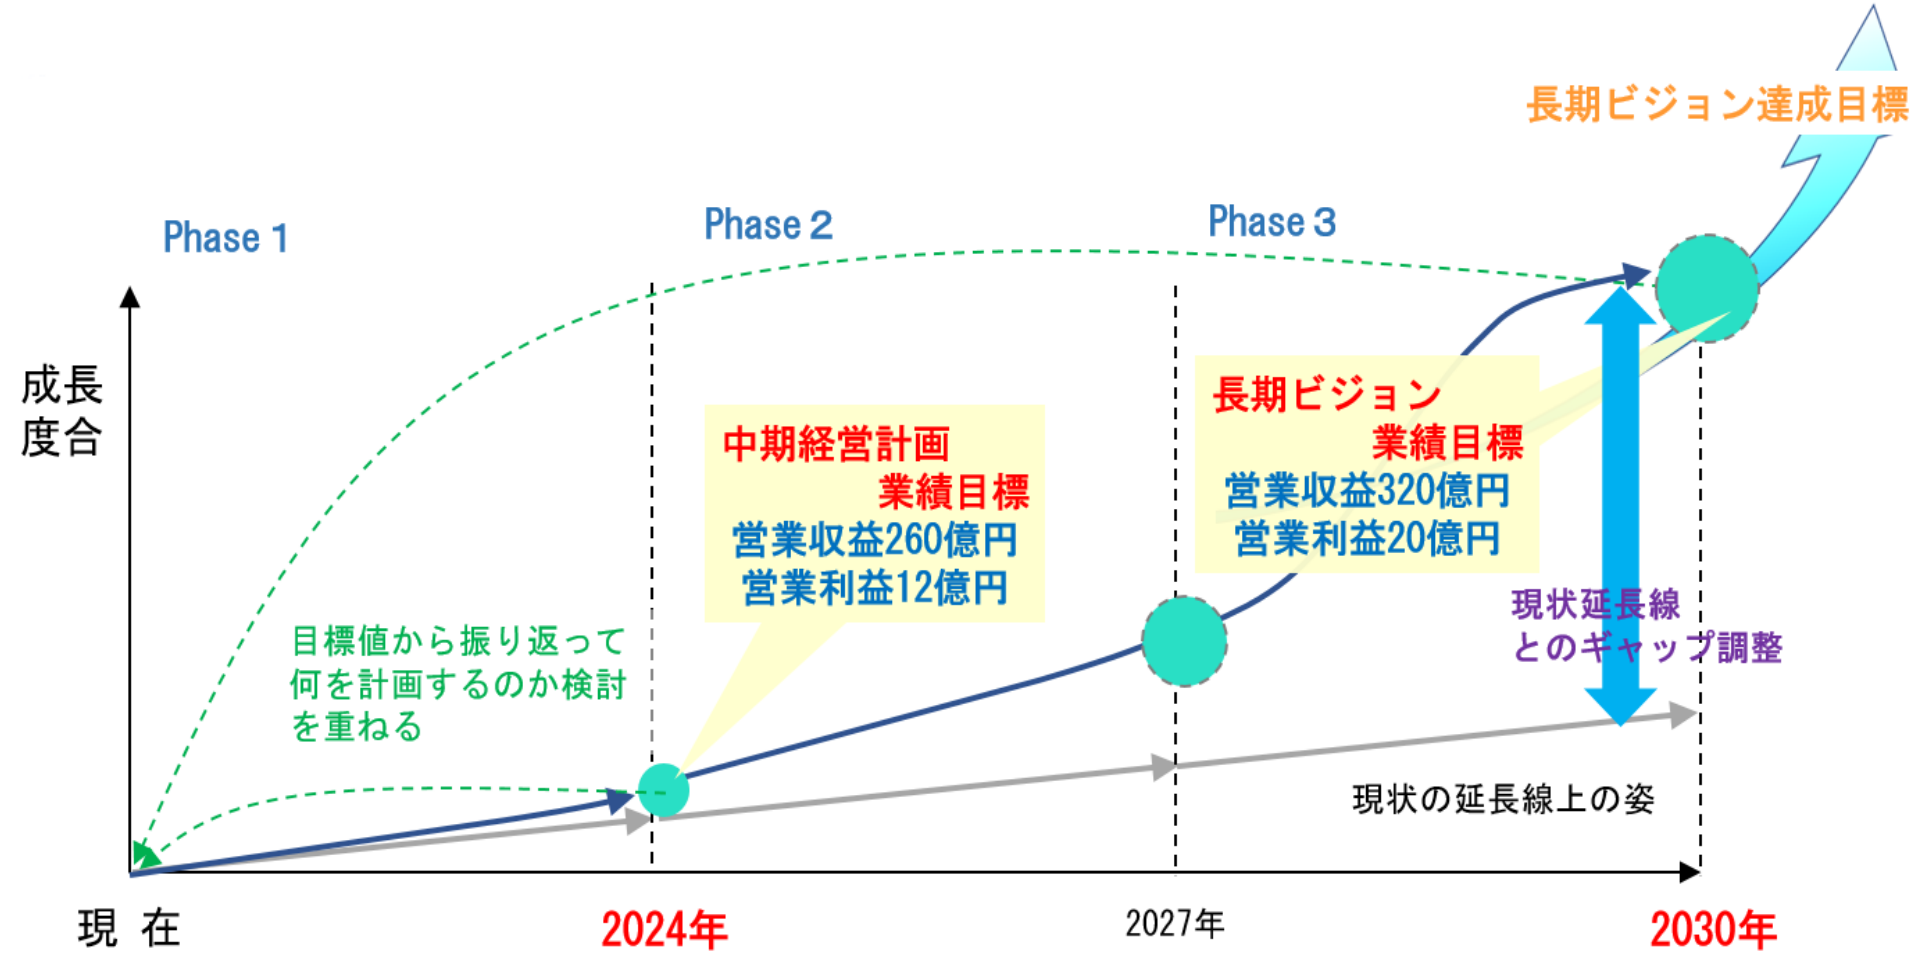 長期ビジョン達成目標
Phase 1
Phase 2
Phase 3
成長
度合
中期経営計画
業績目標
営業収益260億円
営業利益12億円
長期ビジョン
業績目標
営業収益320億円
営業利益20億円
目標値から振り返って
何を計画するのか検討
を重ねる
現状延長線
とのギャップ調整
現状の延長線上の姿
現 在
2024年
2027年
2030年